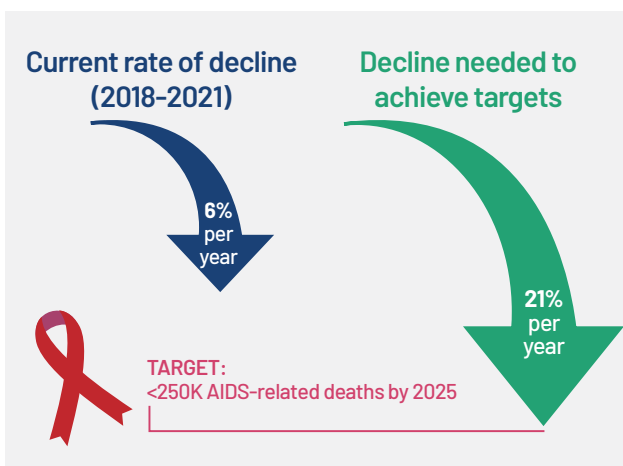 Current rate of decline
(2018-2021)
6%
per
year
Decline needed to
achieve targets
21%
per
year
TARGET:
<250K AIDS-related deaths by 2025